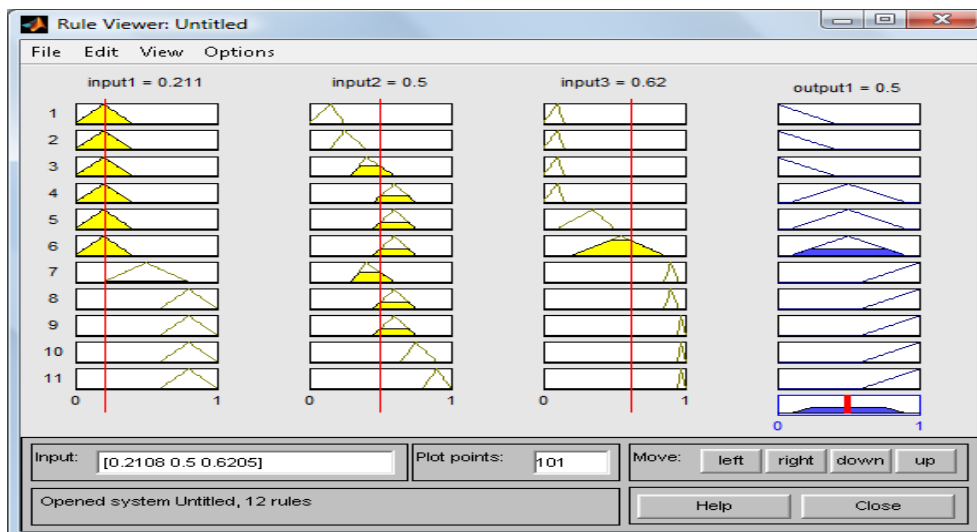 Rule Viewer: Untitled
File Edit View Options
input1 = 0.211 input2 = 0.5 input3 = 0.62 output1 = 0.5
1
2
3
4
5
6
7
8
9
10
11
0 1 0 1 0 1
0 1
Input: [0.2108 0.5 0.6205] Plot points: 101 Move: left right down up
Opened system Untitled, 12 rules Help Close